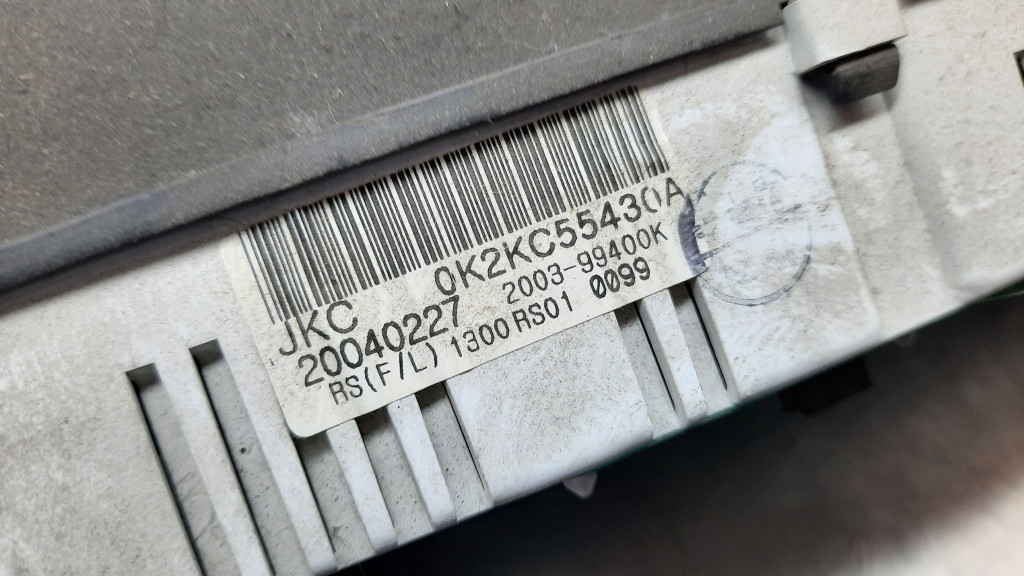 JKC 0K2KC55430A
20040227 2003-99400K
RS(F/L) 1300 RS01 0099